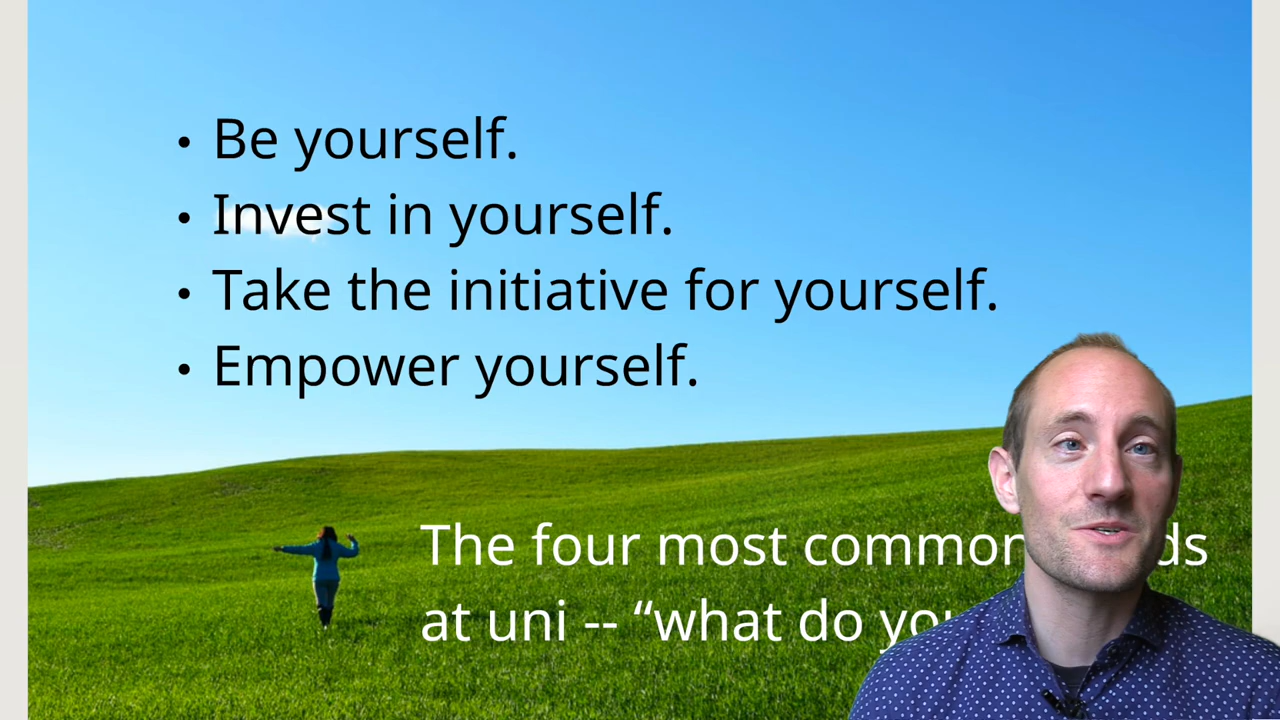 • Be yourself.
• Invest in yourself.
• Take the initiative for yourself.
• Empower yourself.
The four most common
at uni -- “what do you